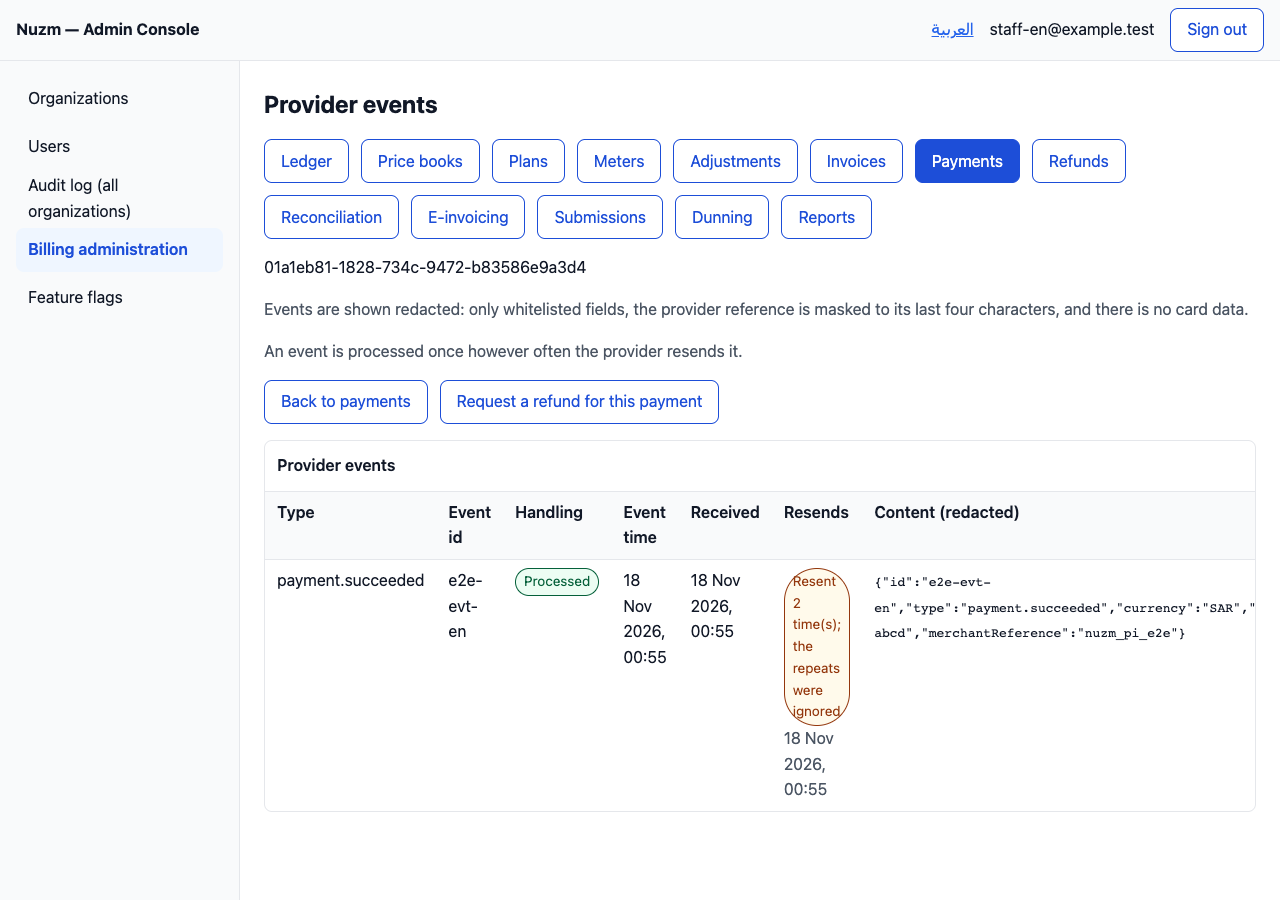 Nuzm — Admin Console
العربية
staff-en@example.test
Sign out
Organizations
Users
Audit log (all
organizations)
Billing administration
Feature flags
Provider events
Ledger
Price books
Plans
Meters
Adjustments
Invoices
Payments
Refunds
Reconciliation
E-invoicing
Submissions
Dunning
Reports
01a1eb81-1828-734c-9472-b83586e9a3d4
Events are shown redacted: only whitelisted fields, the provider reference is masked to its last four characters, and there is no card data.
An event is processed once however often the provider resends it.
Back to payments
Request a refund for this payment
Provider events
Type
Event
id
Handling
Event
time
Received
Resends
Content (redacted)
payment.succeeded
e2e-
evt-
en
Processed
18
Nov
2026,
00:55
18 Nov
2026,
00:55
Resent
2
time(s);
the
repeats
were
ignored
18 Nov
2026,
00:55
{"id":"e2e-evt-
en","type":"payment.succeeded","currency":"SAR","
abcd","merchantReference":"nuzm_pi_e2e"}